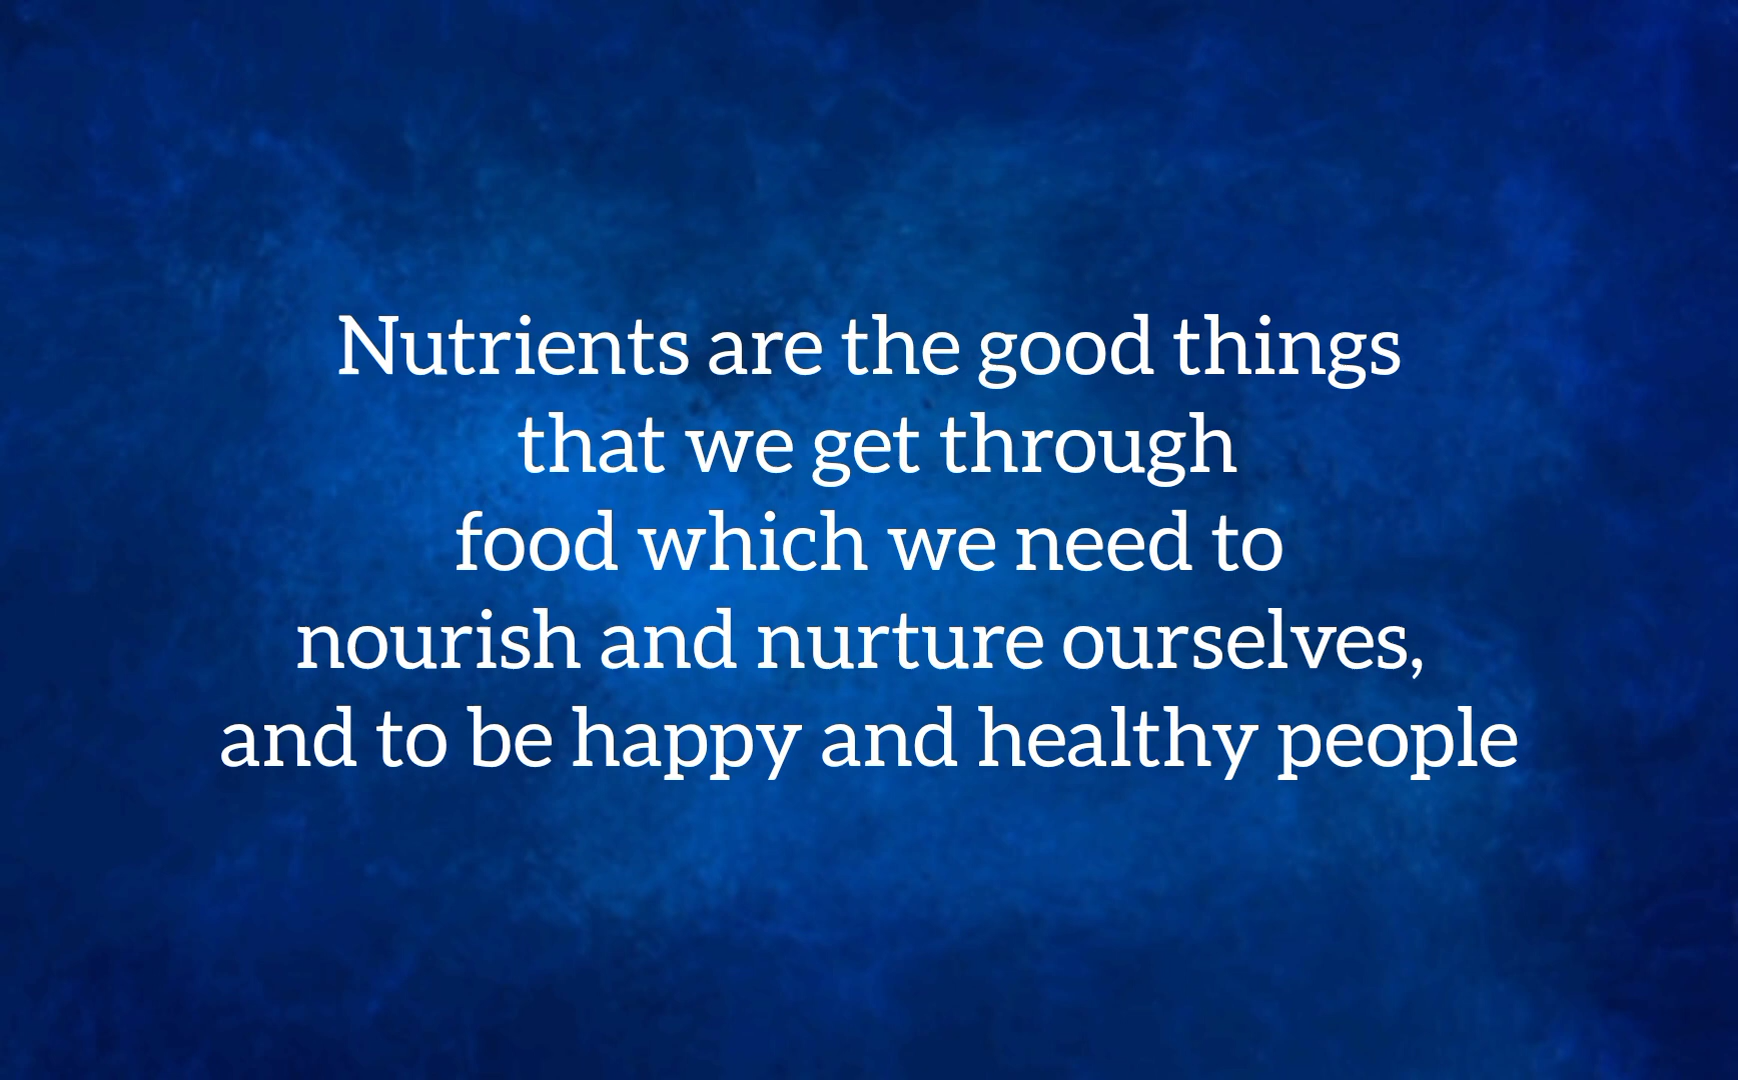 Nutrients are the good things
that we get through
food which we need to
nourish and nurture ourselves,
and to be happy and healthy people